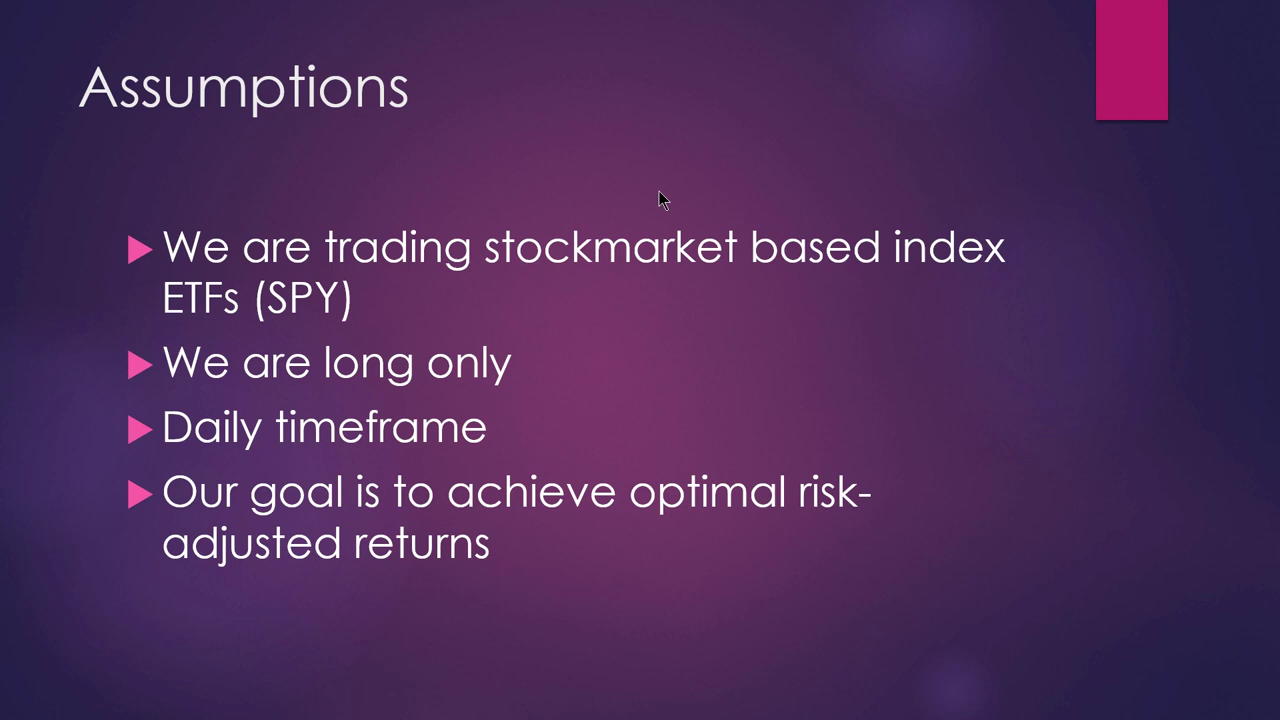 Assumptions
We are trading stockmarket based index
ETFs (SPY)
We are long only
Daily timeframe
Our goal is to achieve optimal risk-
adjusted returns